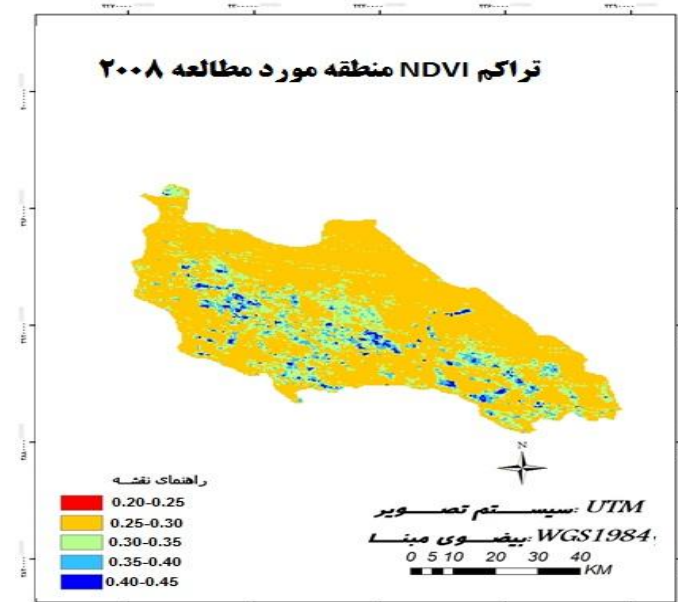 تراکم NDVI منطقه مورد مطالعه ۲۰۰۸
راهنمای نقشه
0.20-0.25
0.25-0.30
0.30-0.35
0.35-0.40
0.40-0.45
N
سیستم تصویر: UTM
بیضوی مبنا: WGS1984
0 5 10 20 30 40
KM